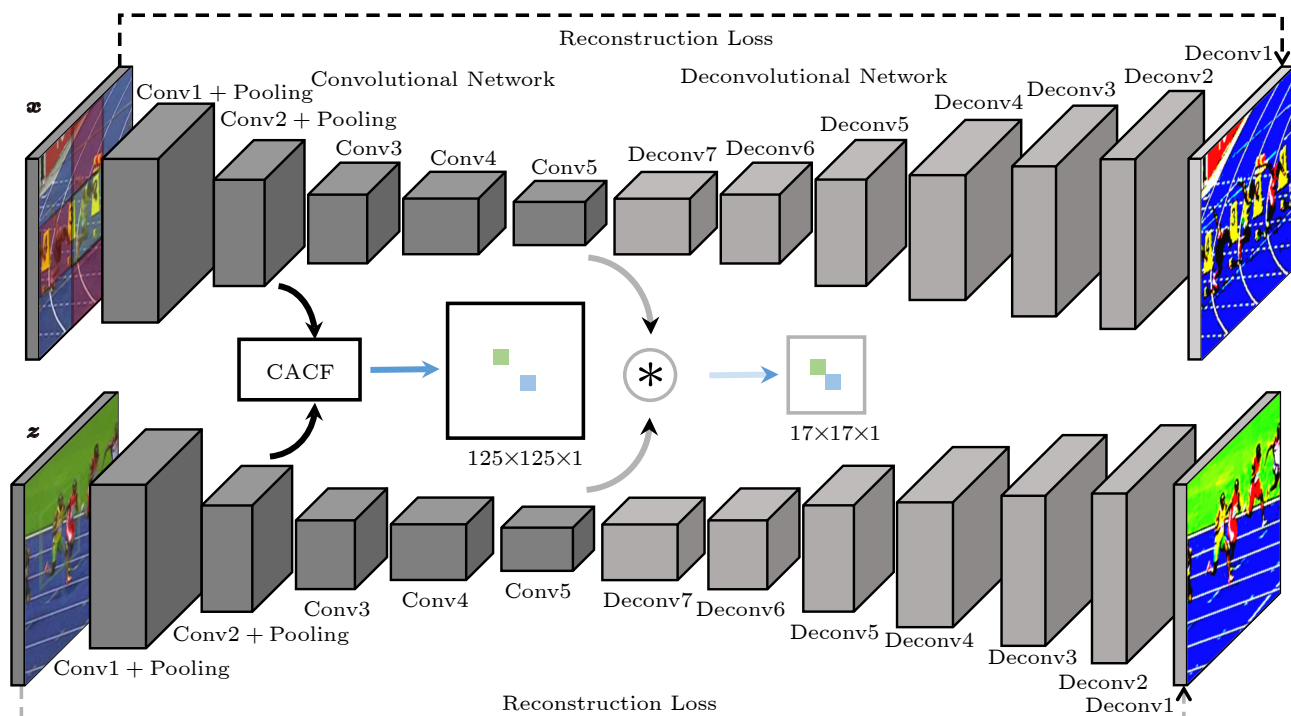 Reconstruction Loss
Convolutional Network
Deconvolutional Network
x
Conv1 + Pooling
Conv2 + Pooling
Conv3
Conv4
Conv5
Deconv7
Deconv6
Deconv5
Deconv4
Deconv3
Deconv2
Deconv1
CACF
125×125×1
*
17×17×1
z
Conv1 + Pooling
Conv2 + Pooling
Conv3
Conv4
Conv5
Deconv7
Deconv6
Deconv5
Deconv4
Deconv3
Deconv2
Deconv1
Reconstruction Loss